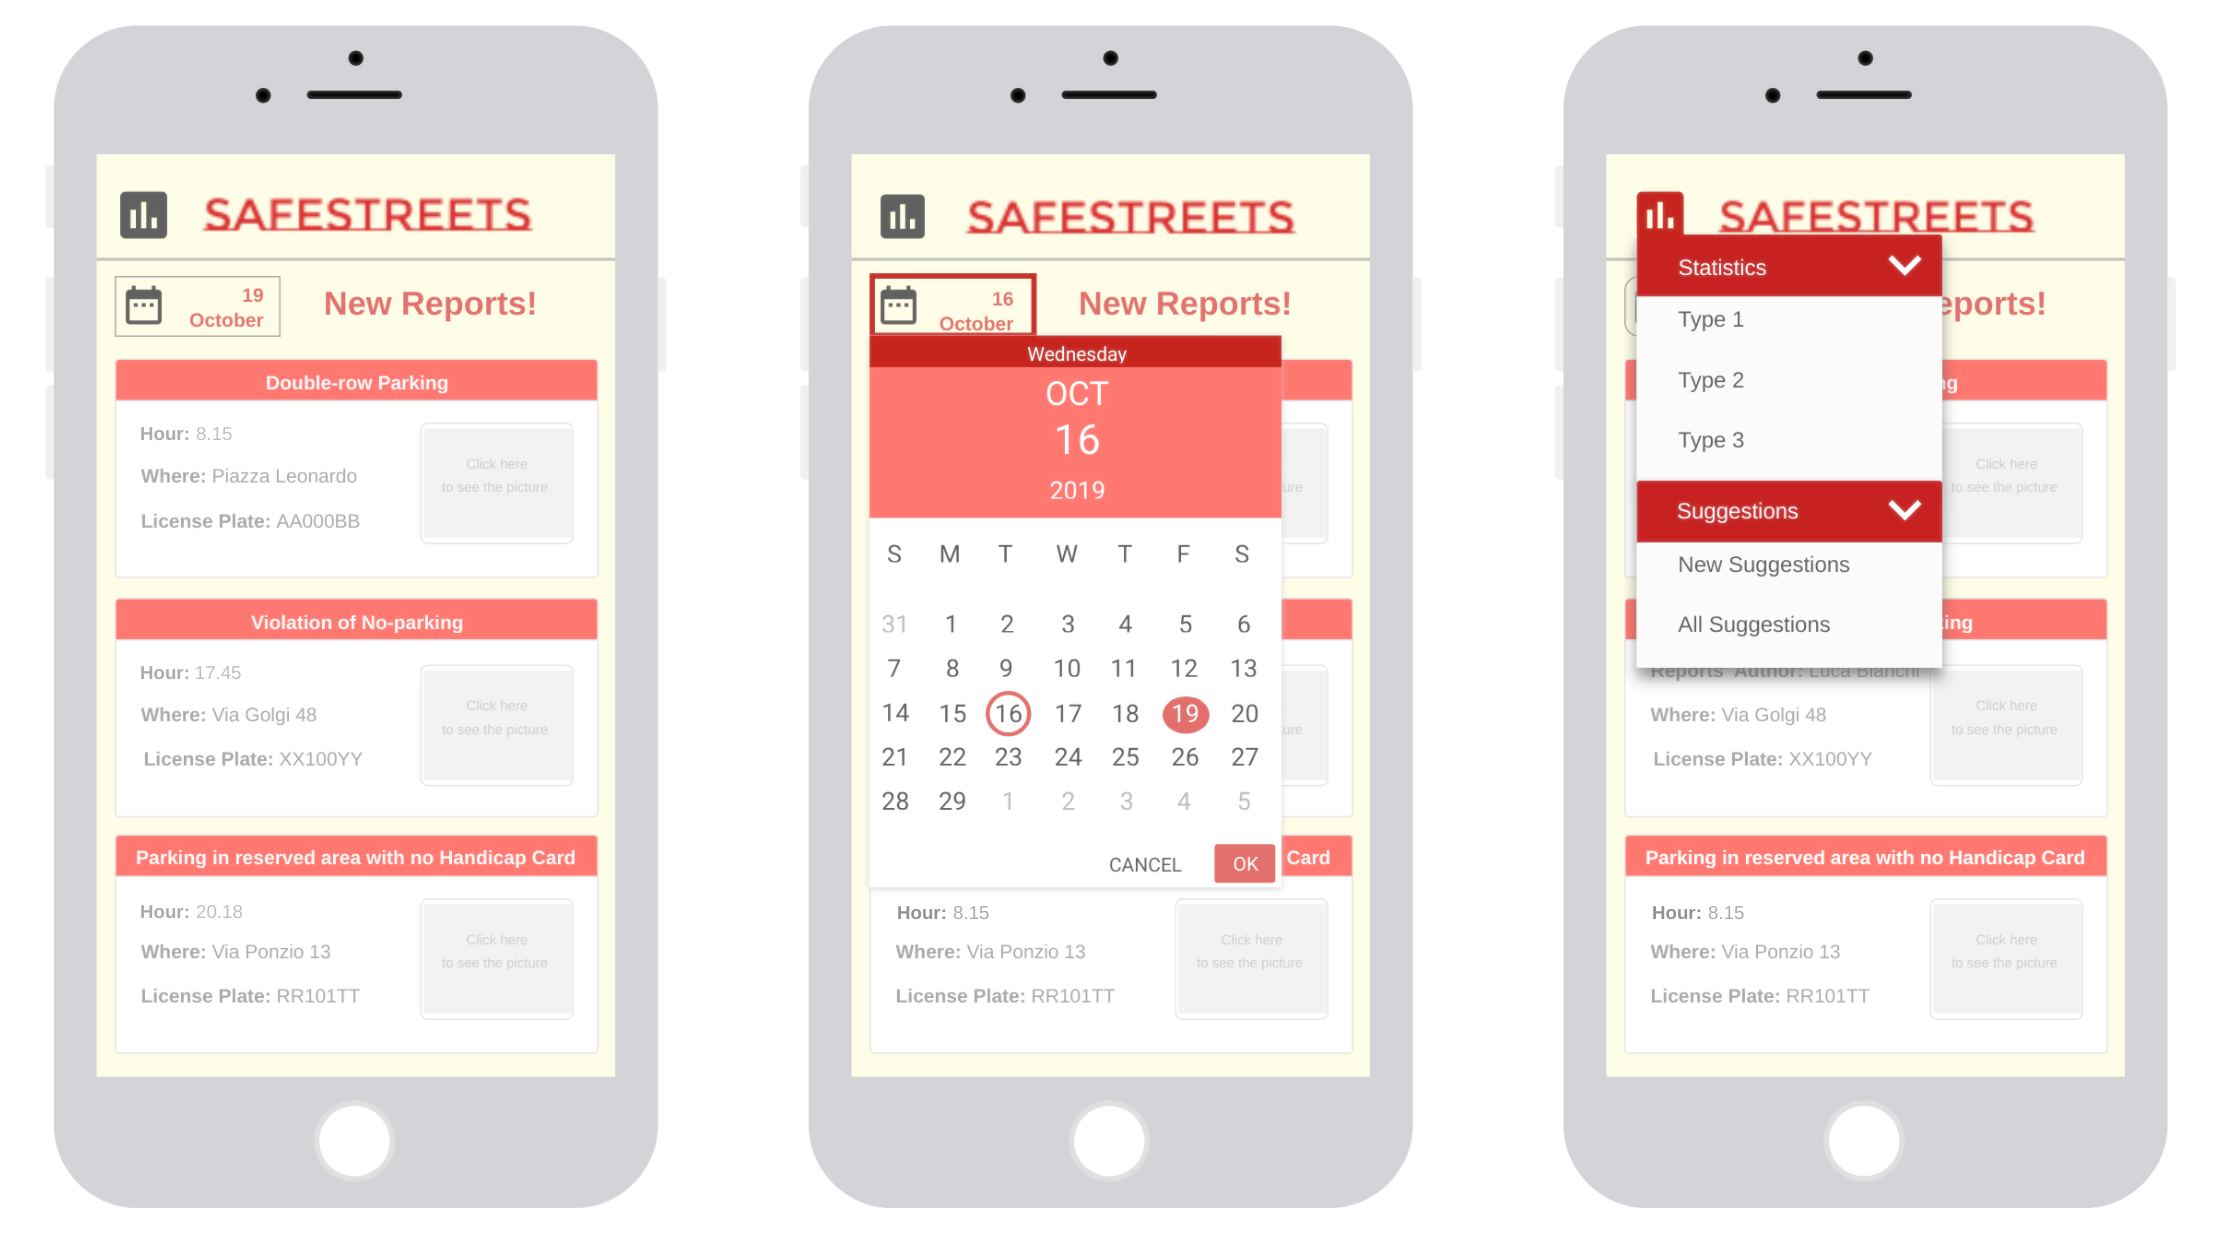 SAFESTREETS
19
October
New Reports!
Double-row Parking
Hour: 8.15
Where: Piazza Leonardo
License Plate: AA000BB
Click here
to see the picture
Violation of No-parking
Hour: 17.45
Where: Via Golgi 48
License Plate: XX100YY
Click here
to see the picture
Parking in reserved area with no Handicap Card
Hour: 20.18
Where: Via Ponzio 13
License Plate: RR101TT
Click here
to see the picture
SAFESTREETS
16
October
New Reports!
Wednesday
OCT
16
2019
S M T W T F S
31 1 2 3 4 5 6
7 8 9 10 11 12 13
14 15 16 17 18 19 20
21 22 23 24 25 26 27
28 29 1 2 3 4 5
CANCEL OK
ure
ure
Card
Hour: 8.15
Where: Via Ponzio 13
License Plate: RR101TT
Click here
to see the picture
SAFESTREETS
Statistics
Type 1
Type 2
Type 3
Suggestions
New Suggestions
All Suggestions
eports!
ng
Click here
to see the picture
king
Reports' Author: Luca Bianchi
Where: Via Golgi 48
License Plate: XX100YY
Click here
to see the picture
Parking in reserved area with no Handicap Card
Hour: 8.15
Where: Via Ponzio 13
License Plate: RR101TT
Click here
to see the picture